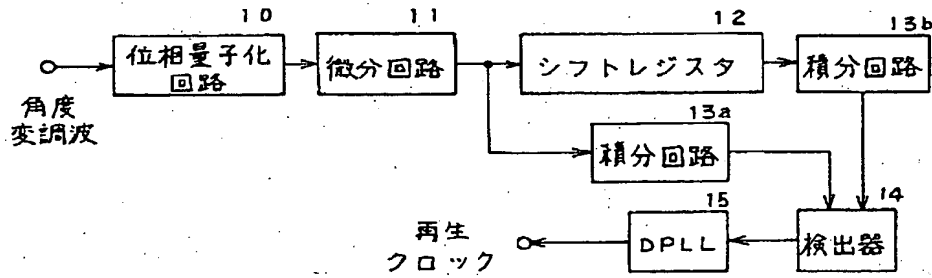 10
位相量子化
回路
11
微分回路
12
シフトレジスタ
13b
積分回路
角度
変調波
13a
積分回路
14
検出器
15
DPLL
再生
クロック